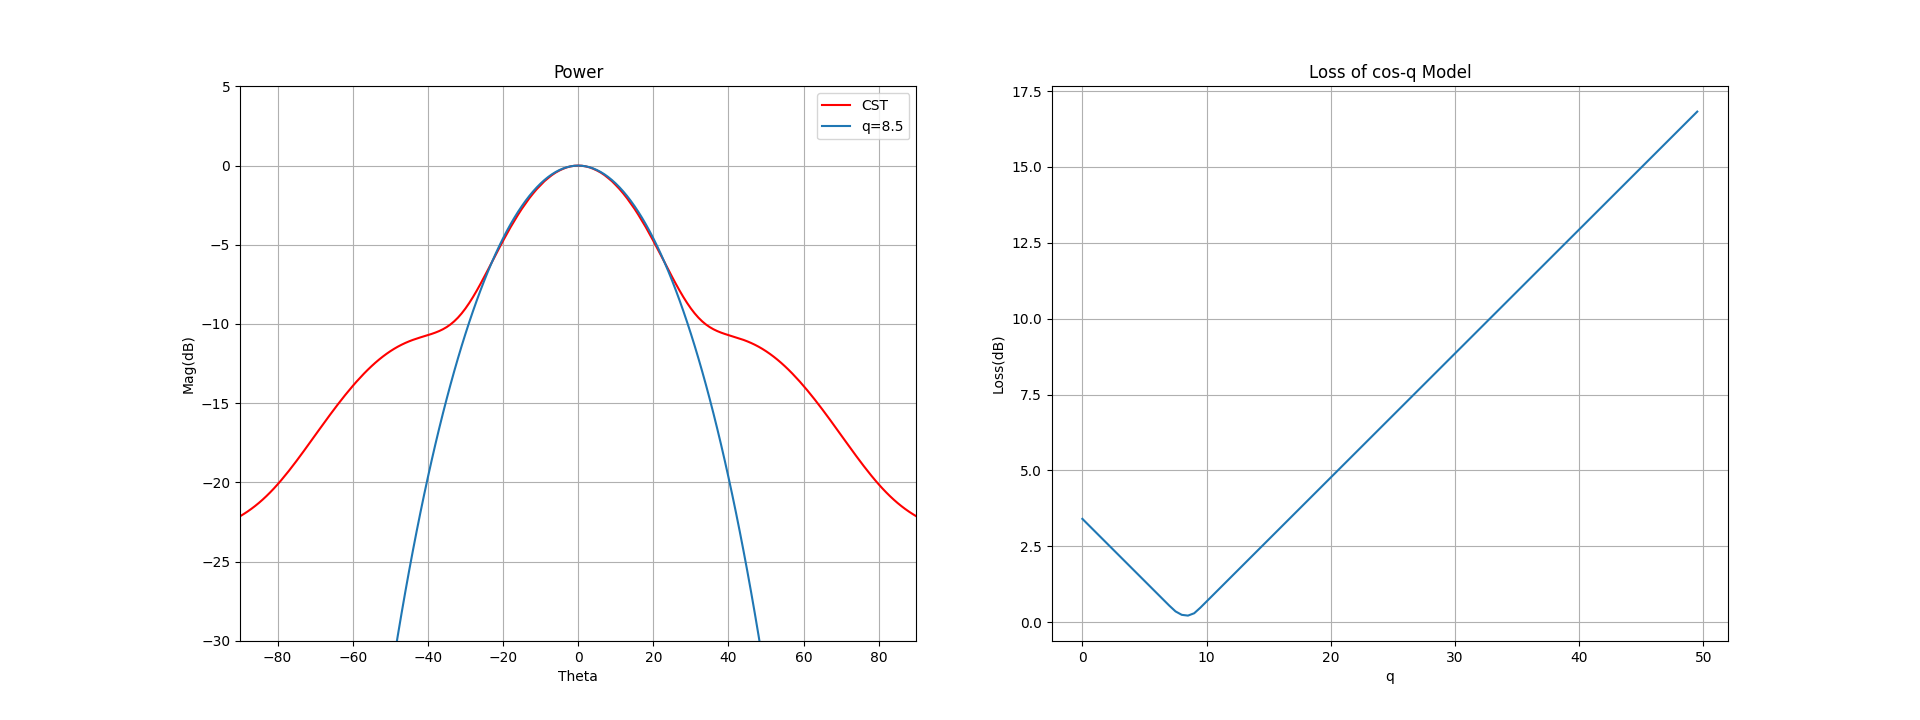 Power
CST
q=8.5
5
0
−5
−10
−15
−20
−25
−30
Mag(dB)
−80 −60 −40 −20 0 20 40 60 80
Theta
Loss of cos-q Model
17.5
15.0
12.5
10.0
7.5
5.0
2.5
0.0
Loss(dB)
0 10 20 30 40 50
q